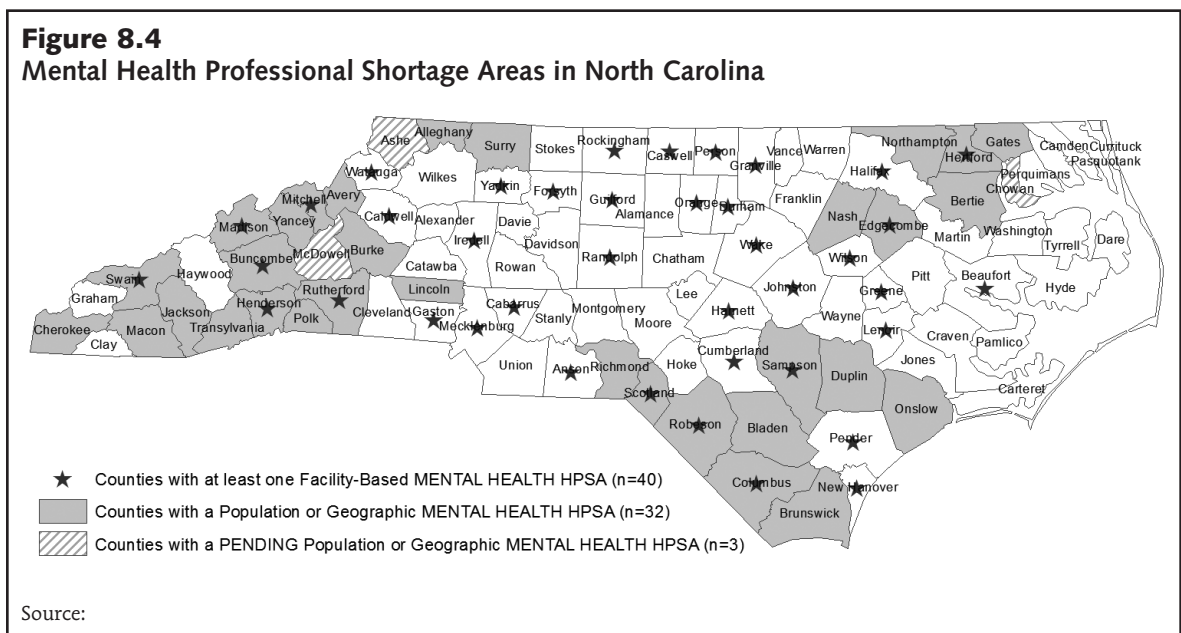 Figure 8.4
Mental Health Professional Shortage Areas in North Carolina
Ashe
Alleghany
Surry
Stokes
Rockingham
Caswell
Person
Granville
Vance
Warren
Northampton
Hertford
Gates
Camden
Currituck
Pasquotank
Perquimans
Chowan
Watauga
Wilkes
Yadkin
Forsyth
Guilford
Alamance
Orange
Durham
Franklin
Halifax
Bertie
Mitchell
Avery
Caldwell
Alexander
Davie
Nash
Edgecombe
Martin
Washington
Tyrrell
Dare
Madison
Yancey
Iredell
Davidson
Randolph
Chatham
Wake
Wilson
Buncombe
McDowell
Burke
Catawba
Rowan
Pitt
Beaufort
Hyde
Swain
Haywood
Rutherford
Lincoln
Lee
Johnston
Greene
Graham
Jackson
Henderson
Polk
Cleveland
Gaston
Mecklenburg
Cabarrus
Stanly
Montgomery
Moore
Harnett
Wayne
Lenoir
Craven
Pamlico
Cherokee
Macon
Transylvania
Clay
Union
Anson
Richmond
Hoke
Cumberland
Sampson
Duplin
Jones
Carteret
Scotland
Onslow
Robeson
Bladen
Pender
Columbus
New Hanover
Brunswick
Counties with at least one Facility-Based MENTAL HEALTH HPSA (n=40)
Counties with a Population or Geographic MENTAL HEALTH HPSA (n=32)
Counties with a PENDING Population or Geographic MENTAL HEALTH HPSA (n=3)
Source: